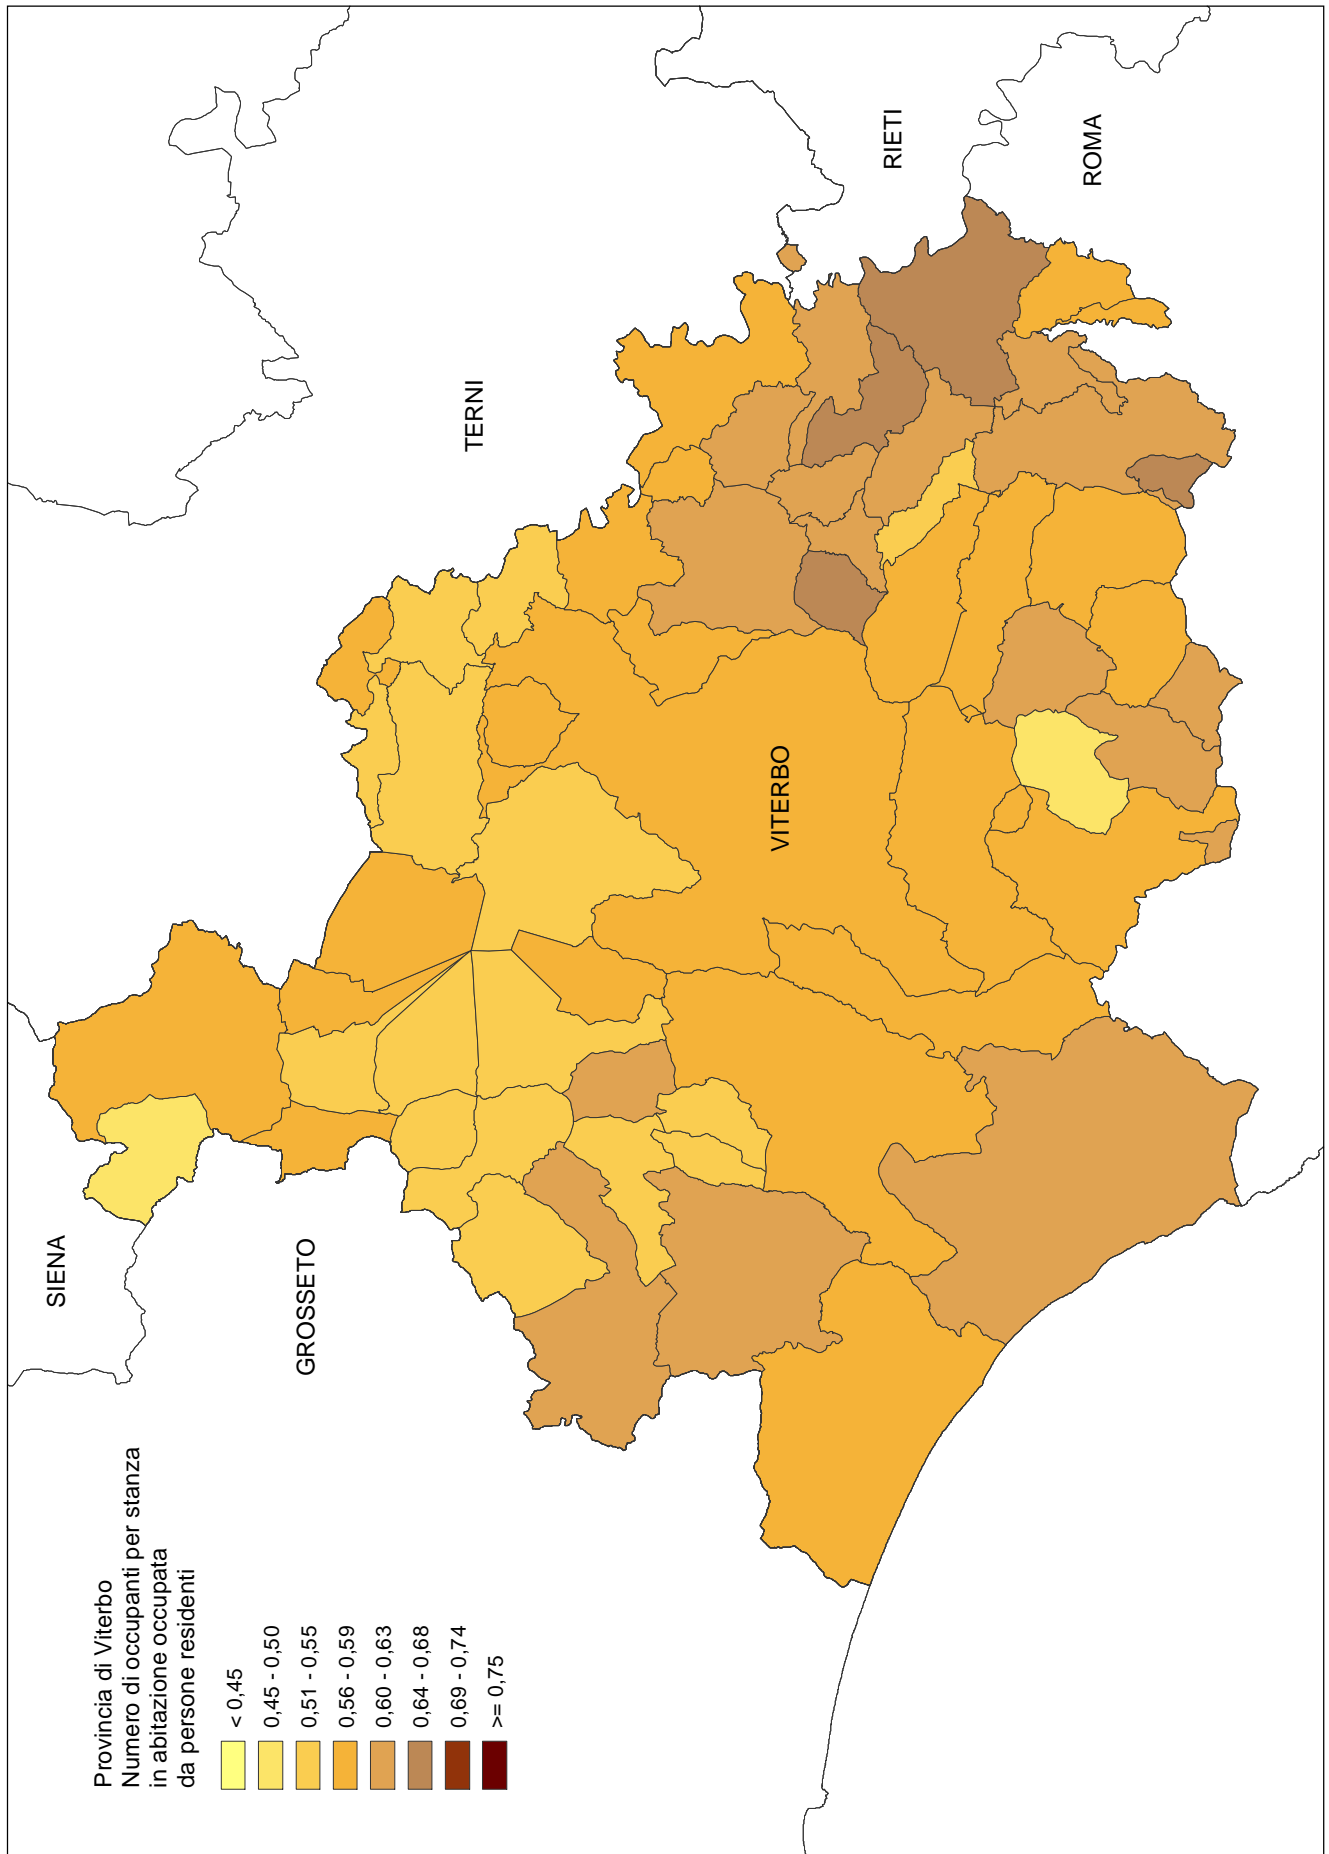 Provincia di Viterbo
Numero di occupanti per stanza
in abitazione occupata
da persone residenti
< 0,45
0,45 - 0,50
0,51 - 0,55
0,56 - 0,59
0,60 - 0,63
0,64 - 0,68
0,69 - 0,74
>= 0,75
SIENA
GROSSETO
TERNI
VITERBO
RIETI
ROMA